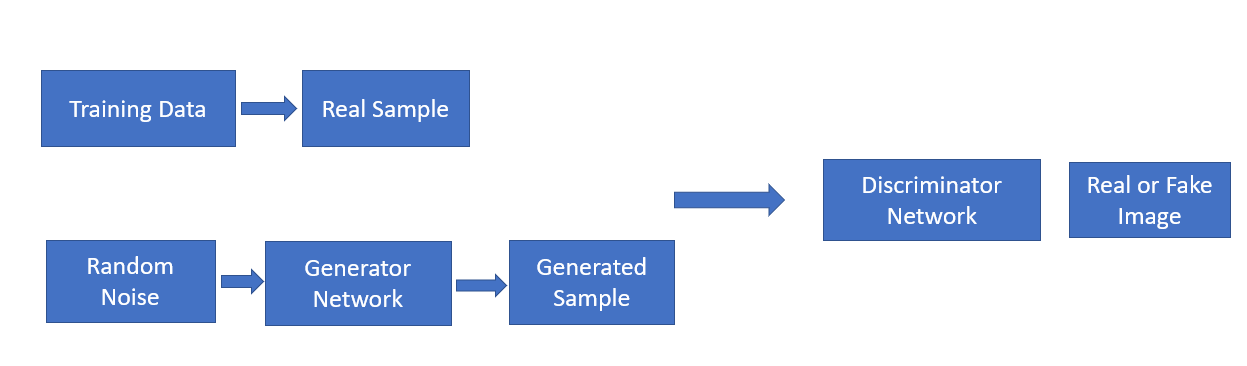 Training Data
Real Sample
Discriminator
Network
Real or Fake
Image
Random
Noise
Generator
Network
Generated
Sample